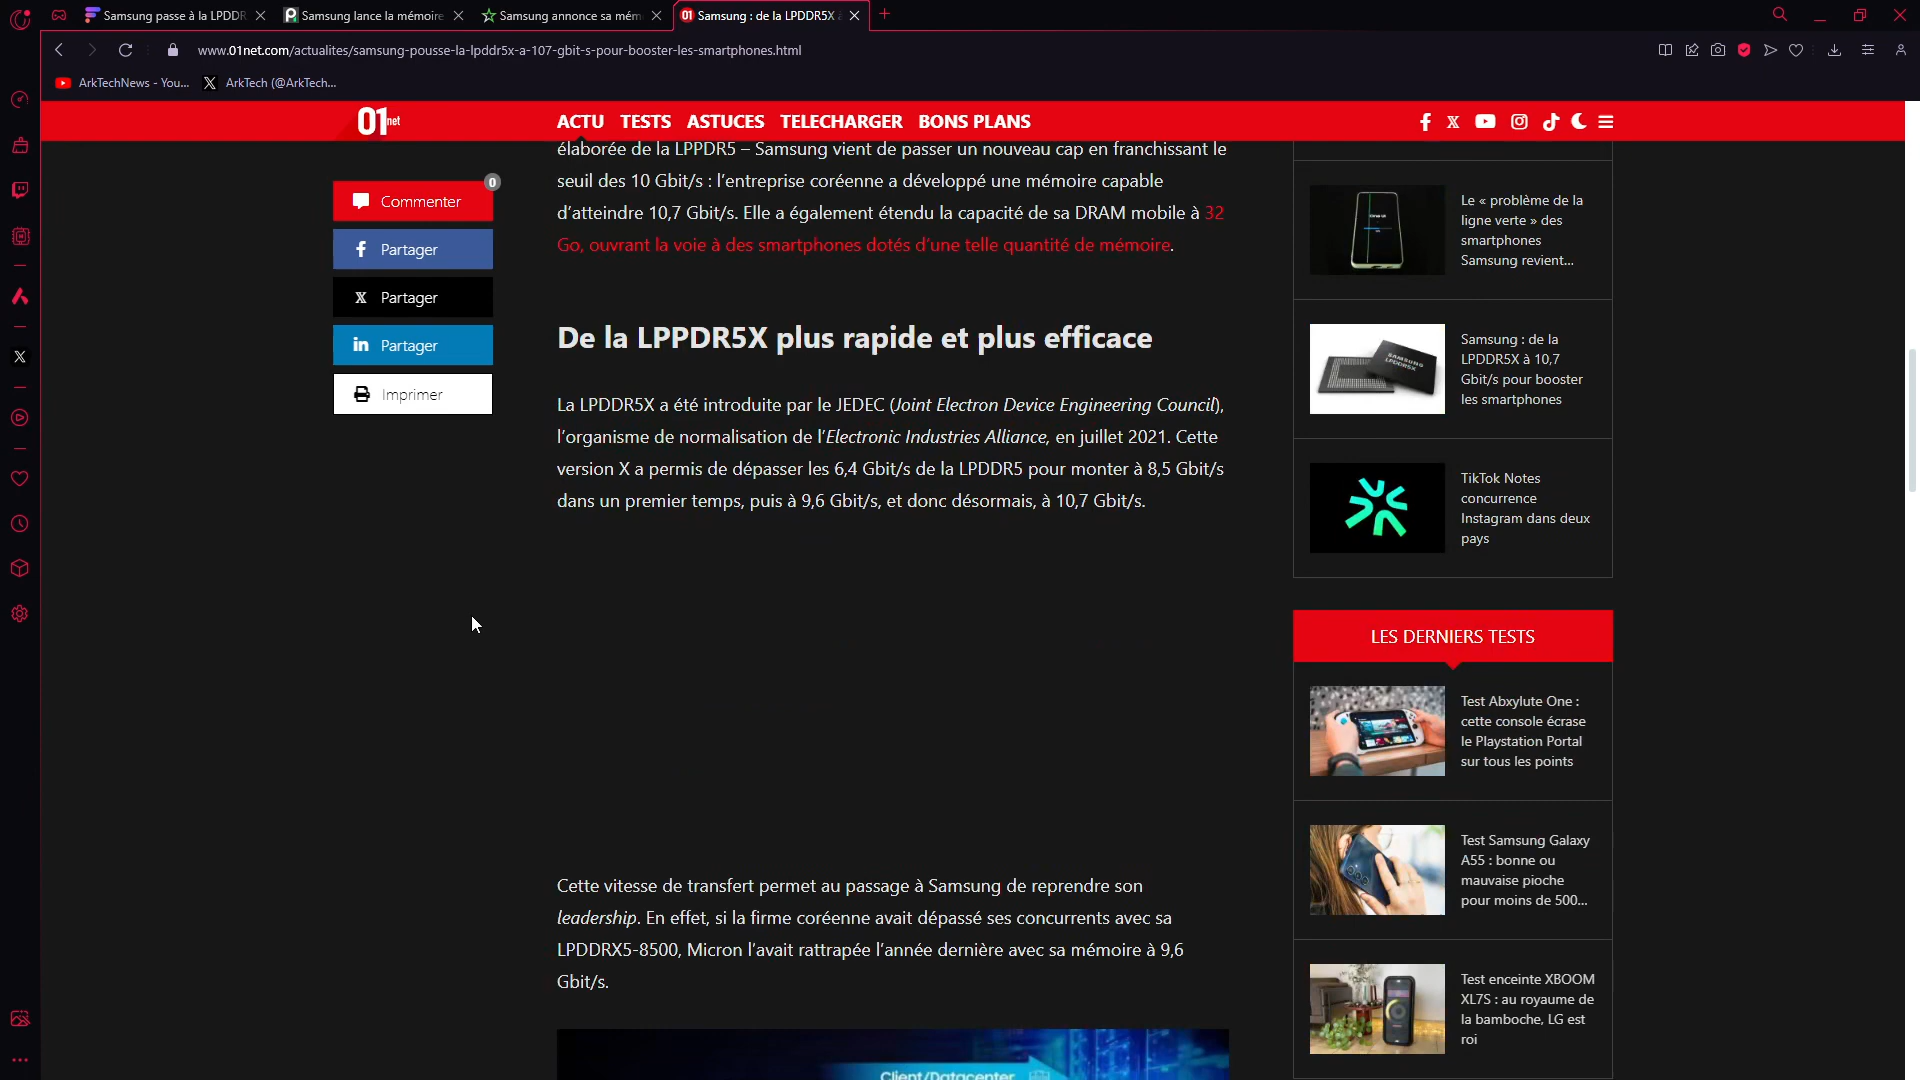 Samsung passe à la LPDDR
Samsung lance la mémoire
Samsung annonce sa mém
Samsung : de la LPDDR5X à
www.01net.com/actualites/samsung-pousse-la-lpddr5x-a-107-gbit-s-pour-booster-les-smartphones.html
ArkTechNews - You...
ArkTech (@ArkTech...
01net
ACTU TESTS ASTUCES TELECHARGER BONS PLANS
0
Commenter
Partager
Partager
Partager
Imprimer
élaborée de la LPPDR5 – Samsung vient de passer un nouveau cap en franchissant le
seuil des 10 Gbit/s : l'entreprise coréenne a développé une mémoire capable
d'atteindre 10,7 Gbit/s. Elle a également étendu la capacité de sa DRAM mobile à 32
Go, ouvrant la voie à des smartphones dotés d'une telle quantité de mémoire.
De la LPPDR5X plus rapide et plus efficace
La LPDDR5X a été introduite par le JEDEC (Joint Electron Device Engineering Council),
l'organisme de normalisation de l'Electronic Industries Alliance, en juillet 2021. Cette
version X a permis de dépasser les 6,4 Gbit/s de la LPDDR5 pour monter à 8,5 Gbit/s
dans un premier temps, puis à 9,6 Gbit/s, et donc désormais, à 10,7 Gbit/s.
Cette vitesse de transfert permet au passage à Samsung de reprendre son
leadership. En effet, si la firme coréenne avait dépassé ses concurrents avec sa
LPDDRX5-8500, Micron l'avait rattrapée l'année dernière avec sa mémoire à 9,6
Gbit/s.
Client/Datacenter
Le « problème de la
ligne verte » des
smartphones
Samsung revient...
SAMSUNG
LPDDR5X
Samsung : de la
LPDDR5X à 10,7
Gbit/s pour booster
les smartphones
TikTok Notes
concurrence
Instagram dans deux
pays
LES DERNIERS TESTS
Test Abxylute One :
cette console écrase
le Playstation Portal
sur tous les points
Test Samsung Galaxy
A55 : bonne ou
mauvaise pioche
pour moins de 500...
Test enceinte XBOOM
XL7S : au royaume de
la bamboche, LG est
roi